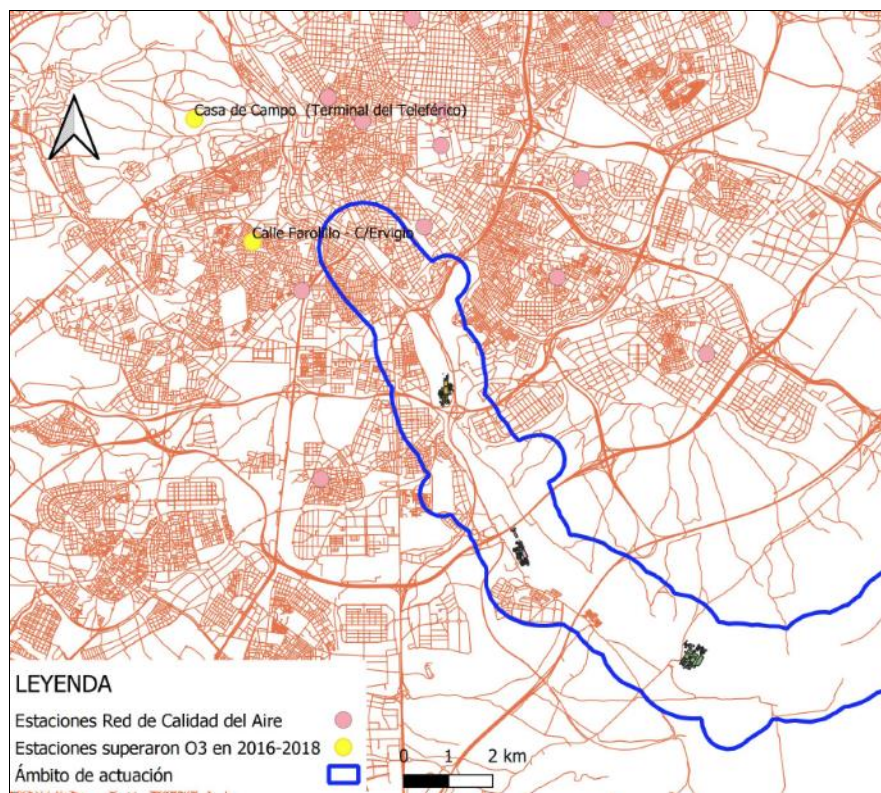 Casa de Campo (Terminal del Teleférico)
Calle Farolillo - C/Ervigio
LEYENDA
Estaciones Red de Calidad del Aire
Estaciones superaron O3 en 2016-2018
Ámbito de actuación
0 1 2 km